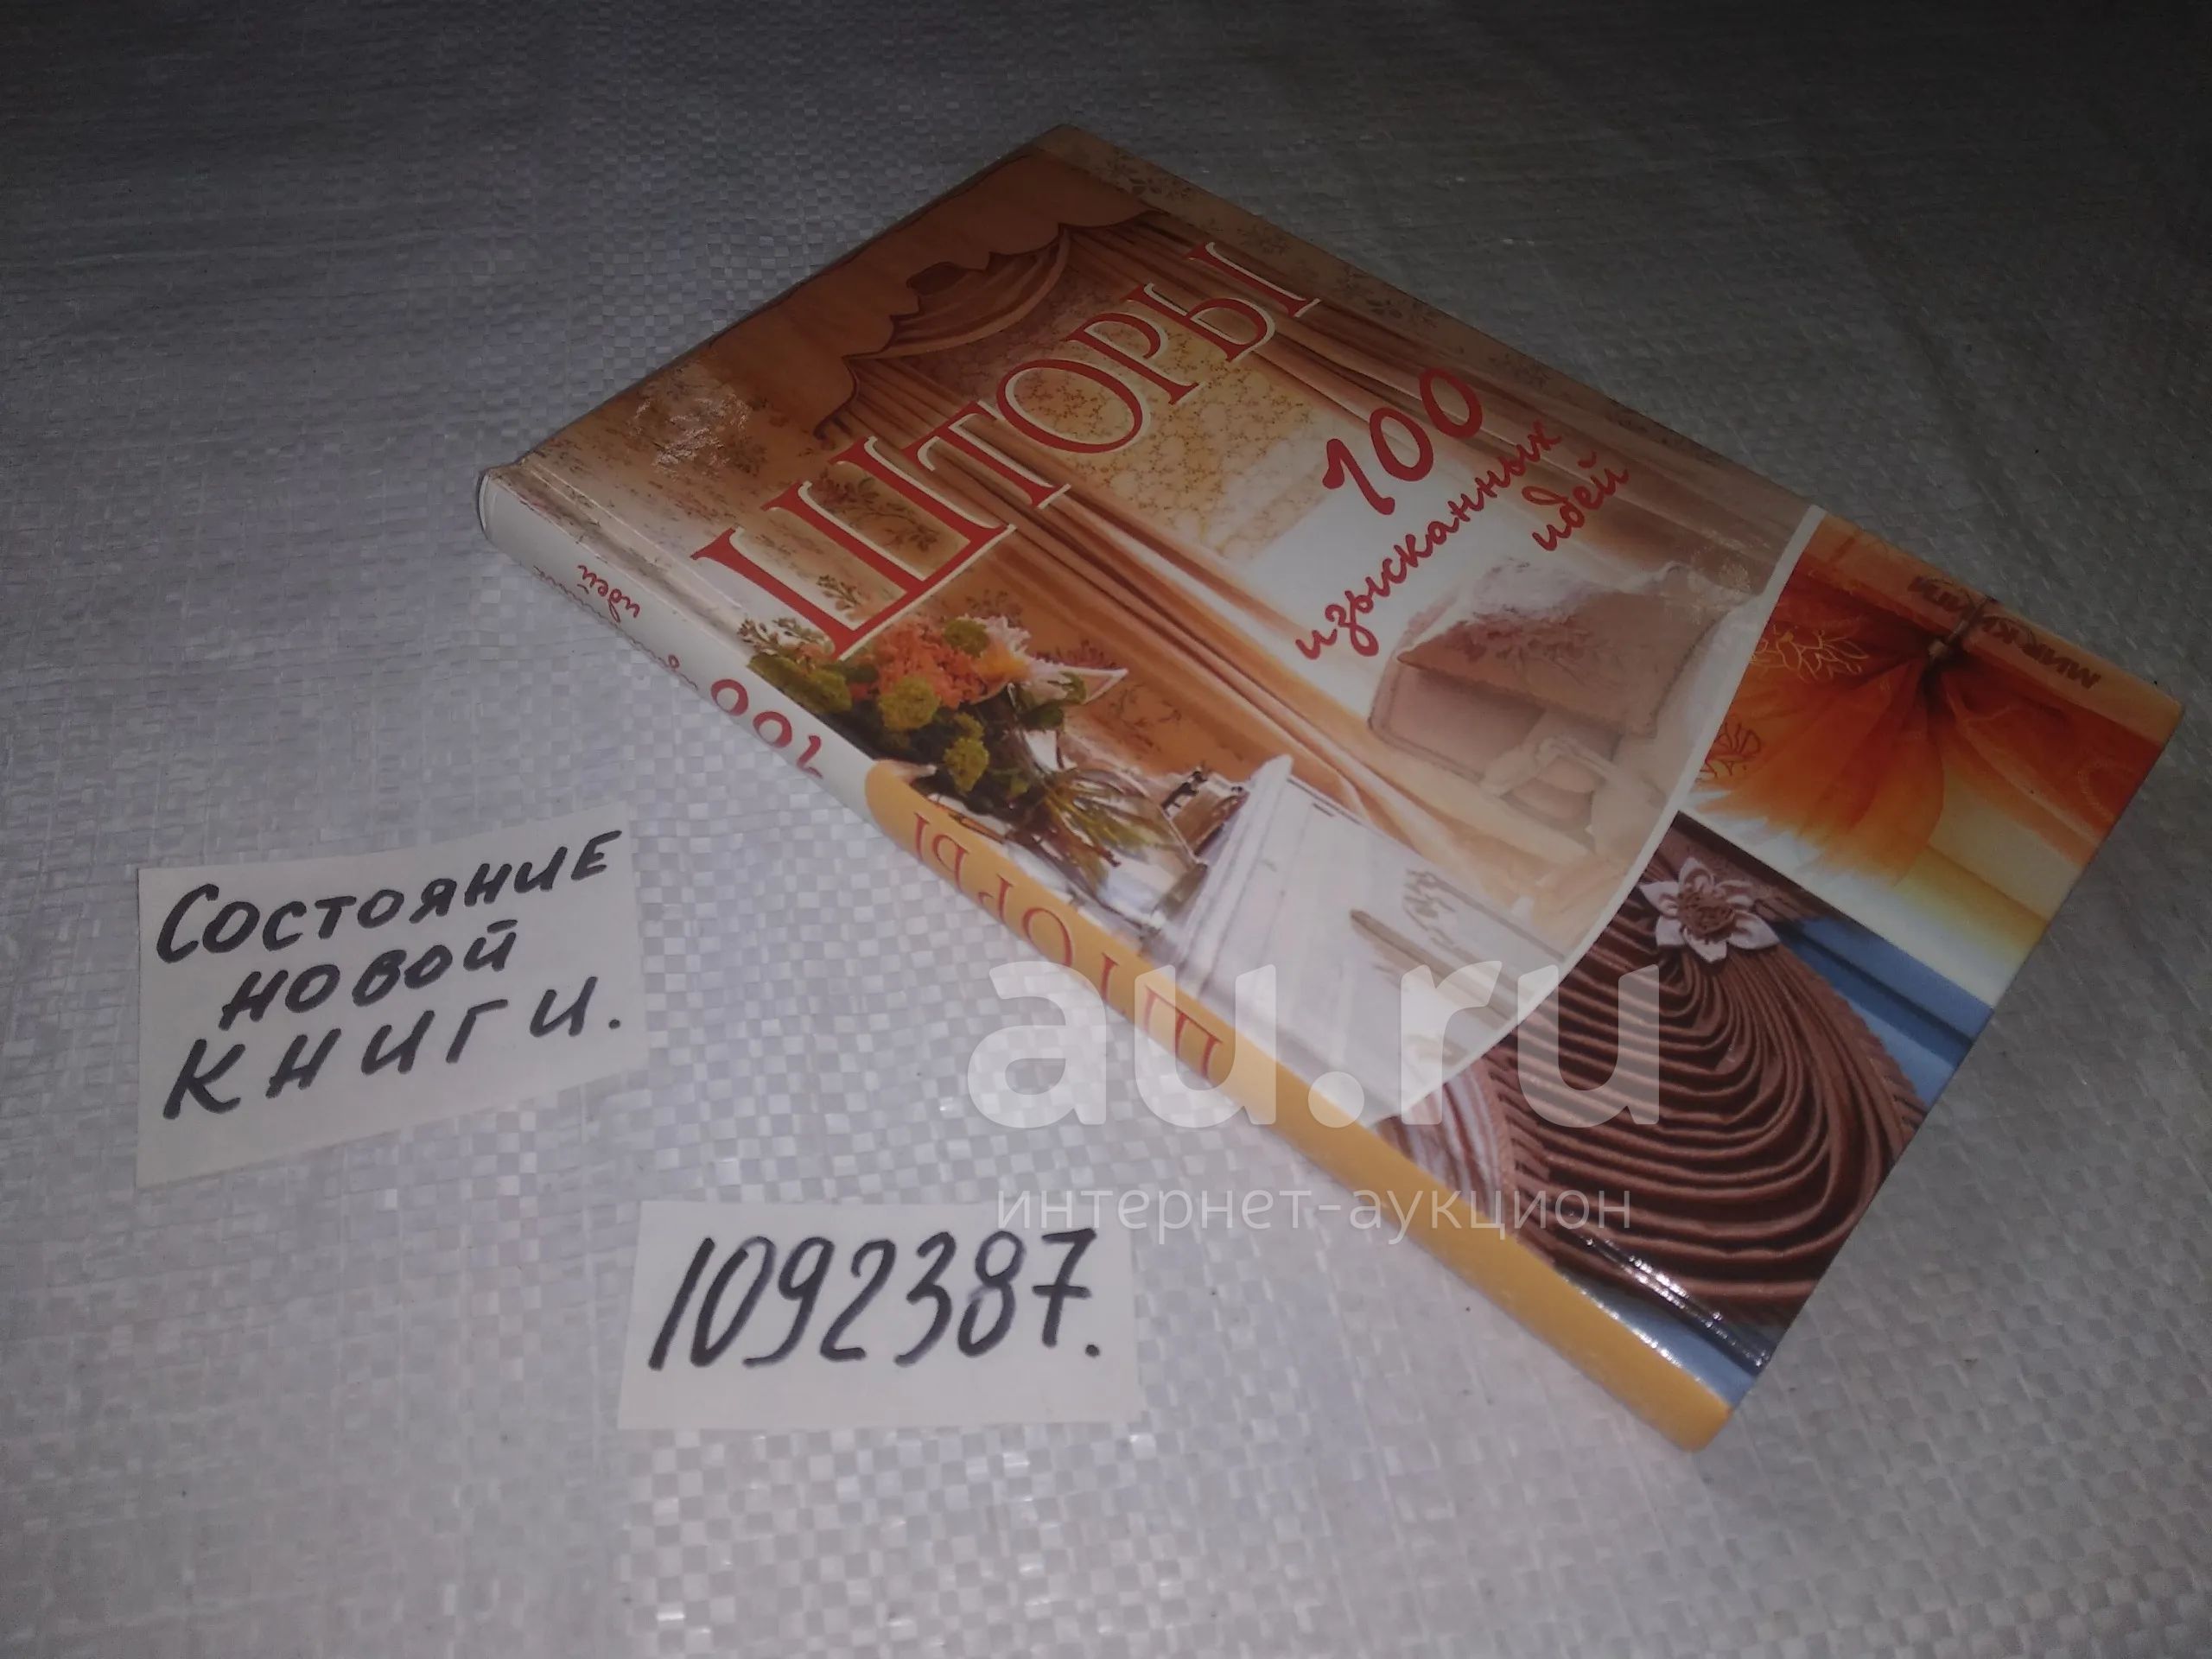 ШТОРЫ
100
изысканных
идей
МИР КНИГИ
ШТОРЫ 100 идей
СОСТОЯНИЕ
НОВОЙ
КНИГИ.
1092387.
au.ru
интернет-аукцион